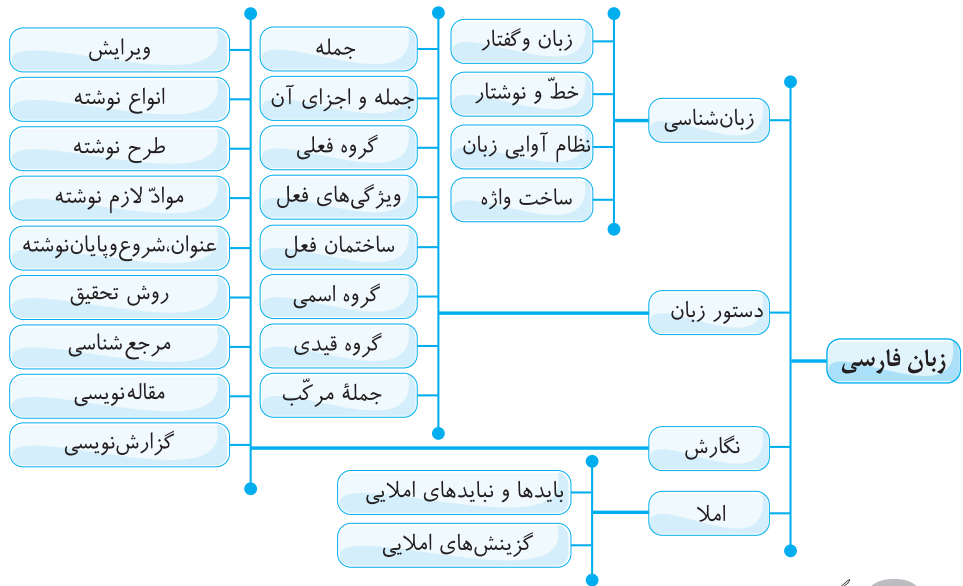 زبان فارسی
زبان‌شناسی
زبان وگفتار
خطّ و نوشتار
نظام آوایی زبان
ساخت واژه
دستور زبان
جمله
جمله و اجزای آن
گروه فعلی
ویژگی‌های فعل
ساختمان فعل
گروه اسمی
گروه قیدی
جملهٔ مرکّب
نگارش
ویرایش
انواع نوشته
طرح نوشته
موادّ لازم نوشته
عنوان،شروع‌وپایان‌نوشته
روش تحقیق
مرجع‌شناسی
مقاله‌نویسی
گزارش‌نویسی
املا
بایدها و نبایدهای املایی
گزینش‌های املایی